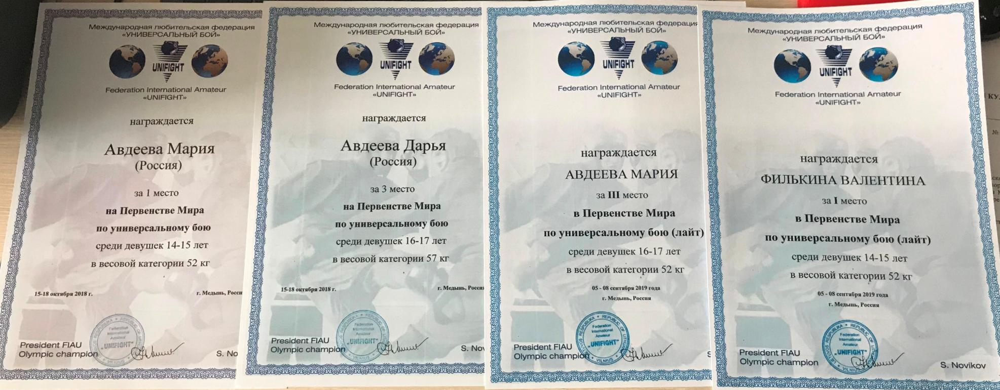 Международная любительская федерация
«УНИВЕРСАЛЬНЫЙ БОЙ»
UNIFIGHT
Federation International Amateur
«UNIFIGHT»
награждается
Авдеева Мария
(Россия)
за 1 место
на Первенстве Мира
по универсальному бою
среди девушек 14-15 лет
в весовой категории 52 кг
15-18 октября 2018 г.
г. Медынь, Росси
Federation
International
Amateur
„UNIFIGHT"
VILNIUS
President FIAU
Olympic champion
S. No
Международная любительская федерация
«УНИВЕРСАЛЬНЫЙ БОЙ»
UNIFIGHT
Federation International Amateur
«UNIFIGHT»
награждается
Авдеева Дарья
(Россия)
за 3 место
на Первенстве Мира
по универсальному бою
среди девушек 16-17 лет
в весовой категории 57 кг
15-18 октября 2018 г.
г. Медынь, Росси
Federation
International
Amateur
„UNIFIGHT"
VILNIUS
President FIAU
Olympic champion
S. Nov
Международная любительская федерация
«УНИВЕРСАЛЬНЫЙ БОЙ»
UNIFIGHT
Federation International Amateur
«UNIFIGHT»
награждается
АВДЕЕВА МАРИЯ
за III место
в Первенстве Мира
по универсальному бою (лайт)
среди девушек 16-17 лет
в весовой категории 52 кг
05 - 08 сентября 2019 года
г. Медынь, Россия
LIETUVOS RESPUBLIKA • REPUBLIC OF LITHUANIA
Federation
International
Amateur
„UNIFIGHT"
VILNIUS
President FIAU
Olympic champion
S
Международная любительская федерация
«УНИВЕРСАЛЬНЫЙ БОЙ»
UNIFIGHT
Federation International Amateur
«UNIFIGHT»
награждается
ФИЛЬКИНА ВАЛЕНТИНА
за I место
в Первенстве Мира
по универсальному бою (лайт)
среди девушек 14-15 лет
в весовой категории 52 кг
05 - 08 сентября 2019 года
г. Медынь, Россия
LIETUVOS RESPUBLIKA • REPUBLIC OF LITHUANIA
Federation
International
Amateur
„UNIFIGHT"
VILNIUS
President FIAU
Olympic champion
S. Novikov
КУ
№